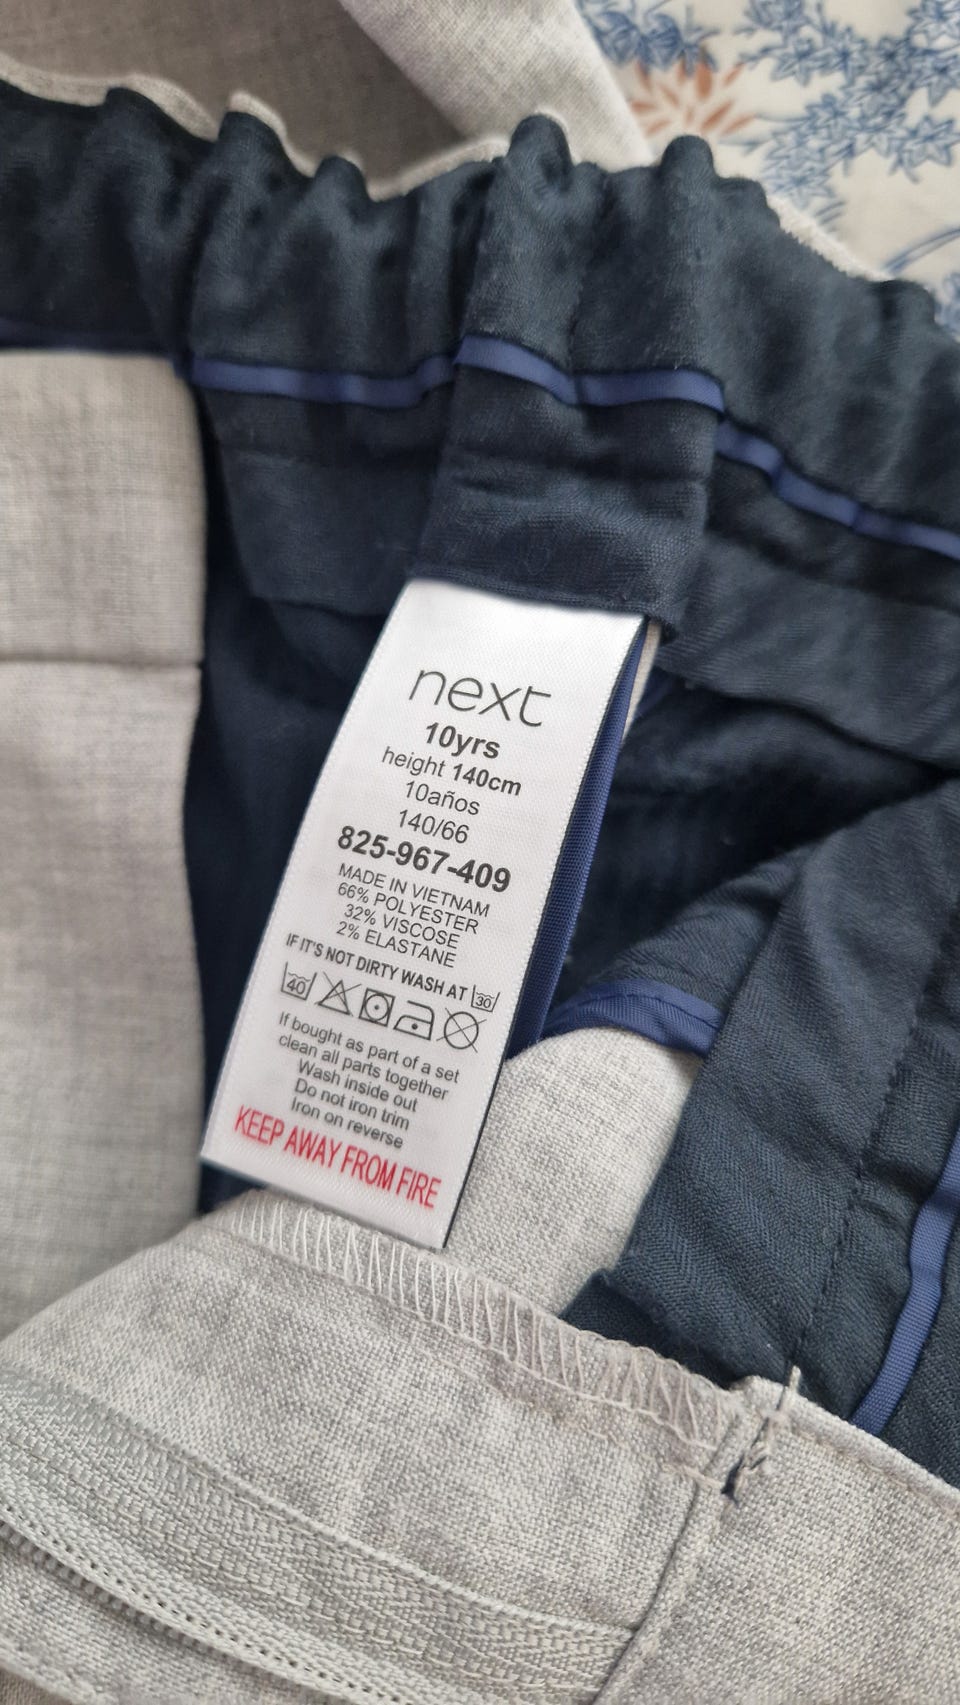 next
10yrs
height 140cm
10años
140/66
825-967-409
MADE IN VIETNAM
66% POLYESTER
32% VISCOSE
2% ELASTANE
IF IT'S NOT DIRTY WASH AT 30
40
If bought as part of a set
clean all parts together
Wash inside out
Do not iron trim
Iron on reverse
KEEP AWAY FROM FIRE